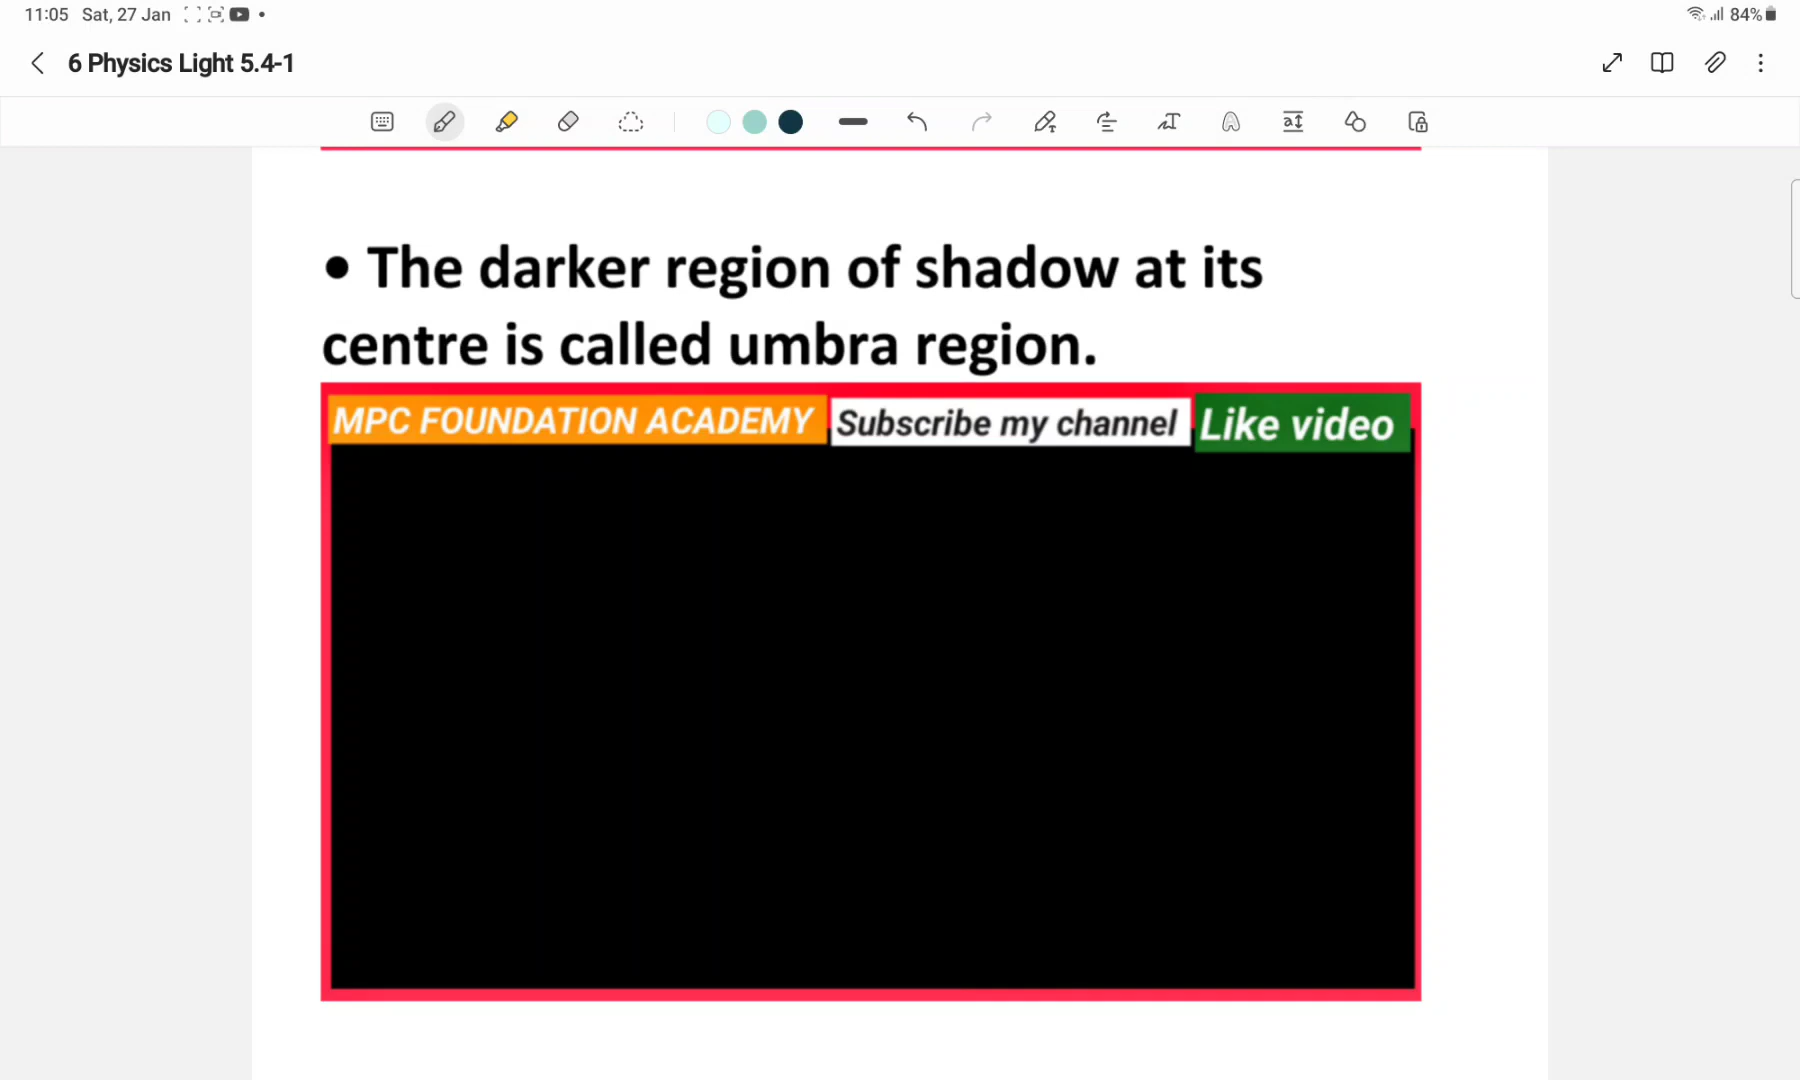 11:05 Sat, 27 Jan 84%
6 Physics Light 5.4-1
• The darker region of shadow at its
centre is called umbra region.
MPC FOUNDATION ACADEMY Subscribe my channel Like video